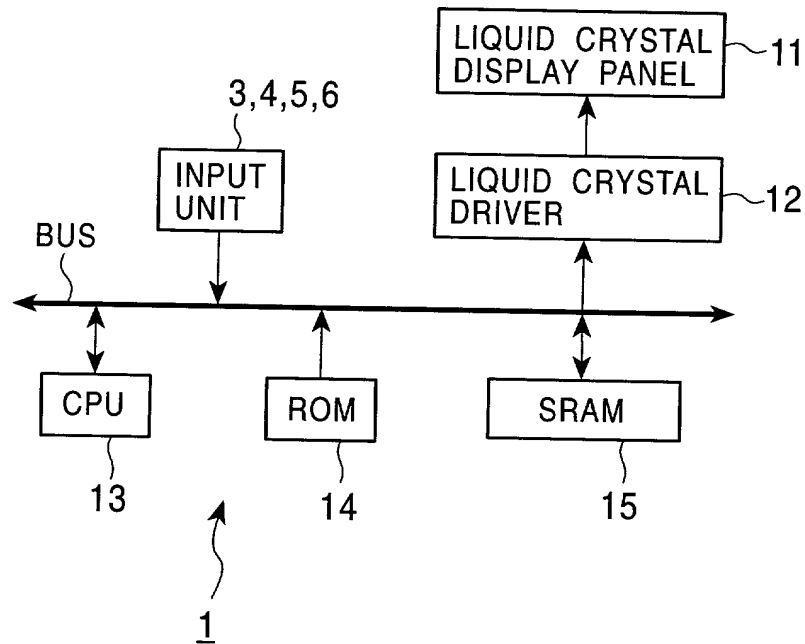 LIQUID CRYSTAL
DISPLAY PANEL
11
3,4,5,6
INPUT
UNIT
LIQUID CRYSTAL
DRIVER
12
BUS
CPU
ROM
SRAM
13
14
15
1